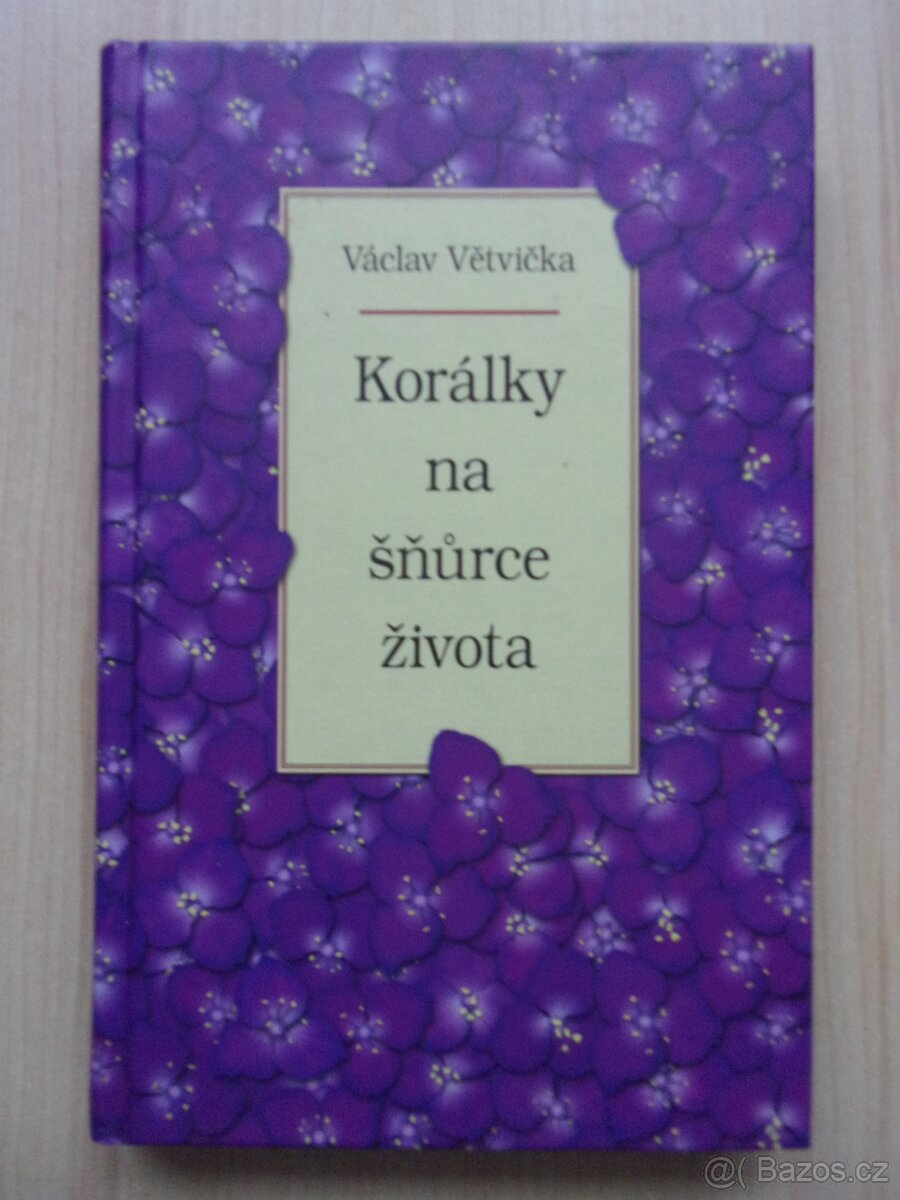 Václav Větvička
Korálky
na
šňůrce
života
@( Bazos.cz